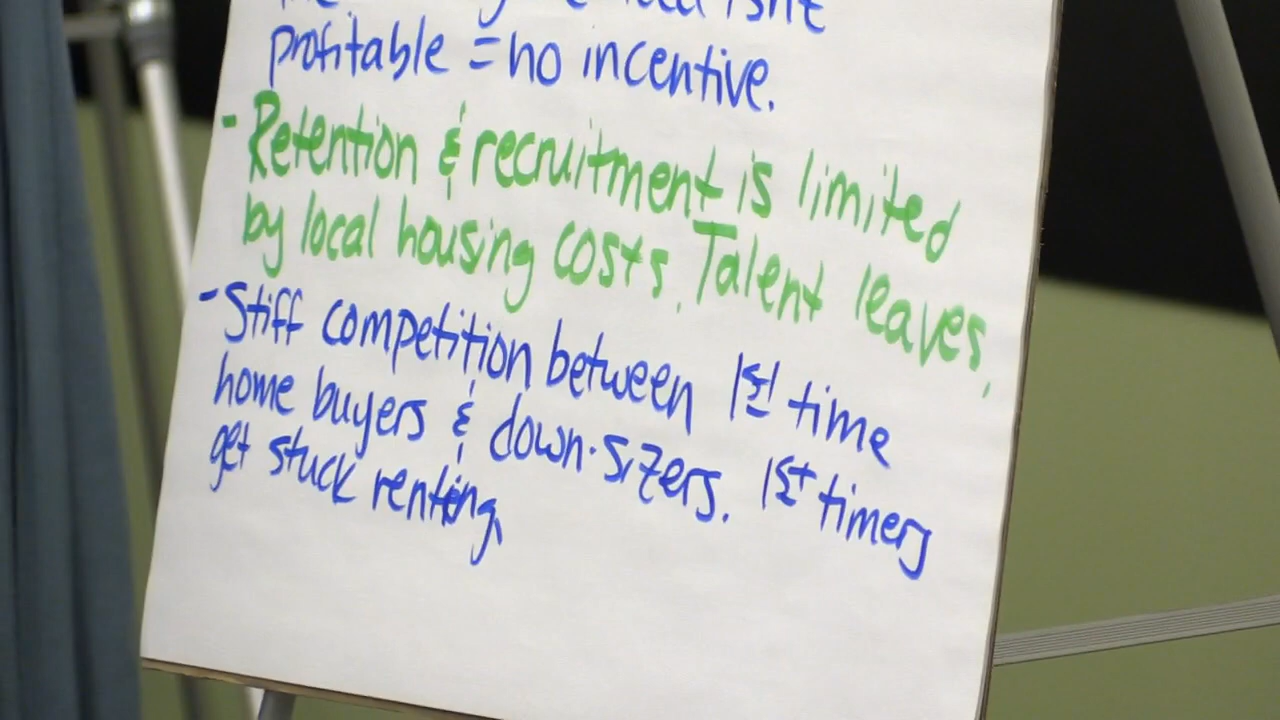 isn't
profitable = no incentive.
- Retention & recruitment is limited
by local housing costs. Talent leaves.
- Stiff competition between 1st time
home buyers & down-sizers. 1st timers
get stuck renting.